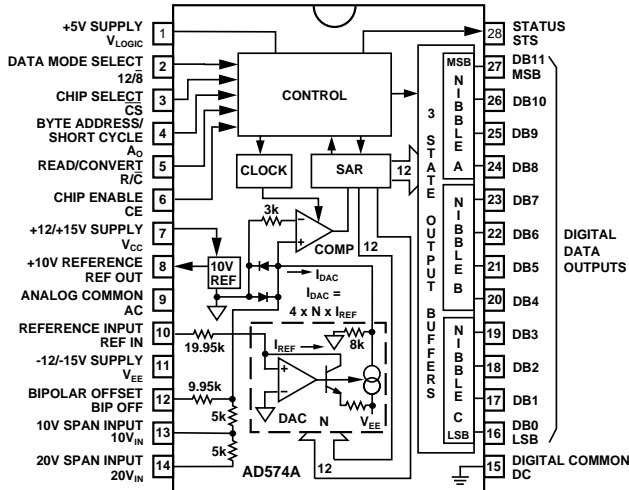 +5V SUPPLY
VLOGIC
1
DATA MODE SELECT
12/8̅
2
CHIP SELECT
C̅S̅
3
BYTE ADDRESS/
SHORT CYCLE
AO
4
READ/CONVERT
R/C̅
5
CHIP ENABLE
CE
6
+12/+15V SUPPLY
VCC
7
+10V REFERENCE
REF OUT
8
ANALOG COMMON
AC
9
REFERENCE INPUT
REF IN
10
-12/-15V SUPPLY
VEE
11
BIPOLAR OFFSET
BIP OFF
12
10V SPAN INPUT
10VIN
13
20V SPAN INPUT
20VIN
14
CONTROL
CLOCK
SAR
12
3k
COMP
12
10V
REF
IDAC
IDAC =
4 x N x IREF
19.95k
IREF
8k
9.95k
5k
5k
DAC
N
VEE
12
AD574A
3 STATE OUTPUT BUFFERS
MSB
NIBBLE A
NIBBLE B
NIBBLE C
LSB
28
STATUS
STS
27
DB11
MSB
26
DB10
25
DB9
24
DB8
23
DB7
22
DB6
21
DB5
20
DB4
19
DB3
18
DB2
17
DB1
16
DB0
LSB
15
DIGITAL COMMON
DC
DIGITAL
DATA
OUTPUTS